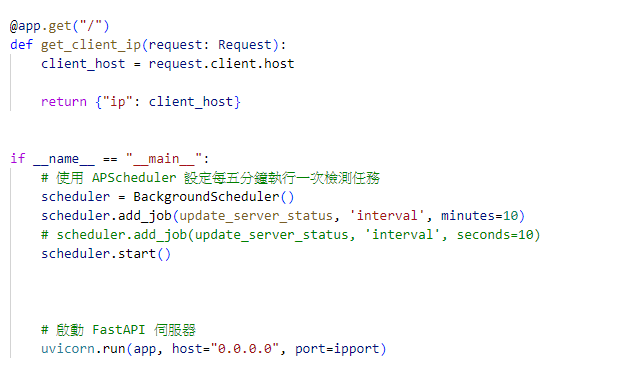 @app.get("/")
def get_client_ip(request: Request):
    client_host = request.client.host
    return {"ip": client_host}
if __name__ == "__main__":
    # 使用 APScheduler 設定每五分鐘執行一次檢測任務
    scheduler = BackgroundScheduler()
    scheduler.add_job(update_server_status, 'interval', minutes=10)
    # scheduler.add_job(update_server_status, 'interval', seconds=10)
    scheduler.start()
    # 啟動 FastAPI 伺服器
    uvicorn.run(app, host="0.0.0.0", port=ipport)